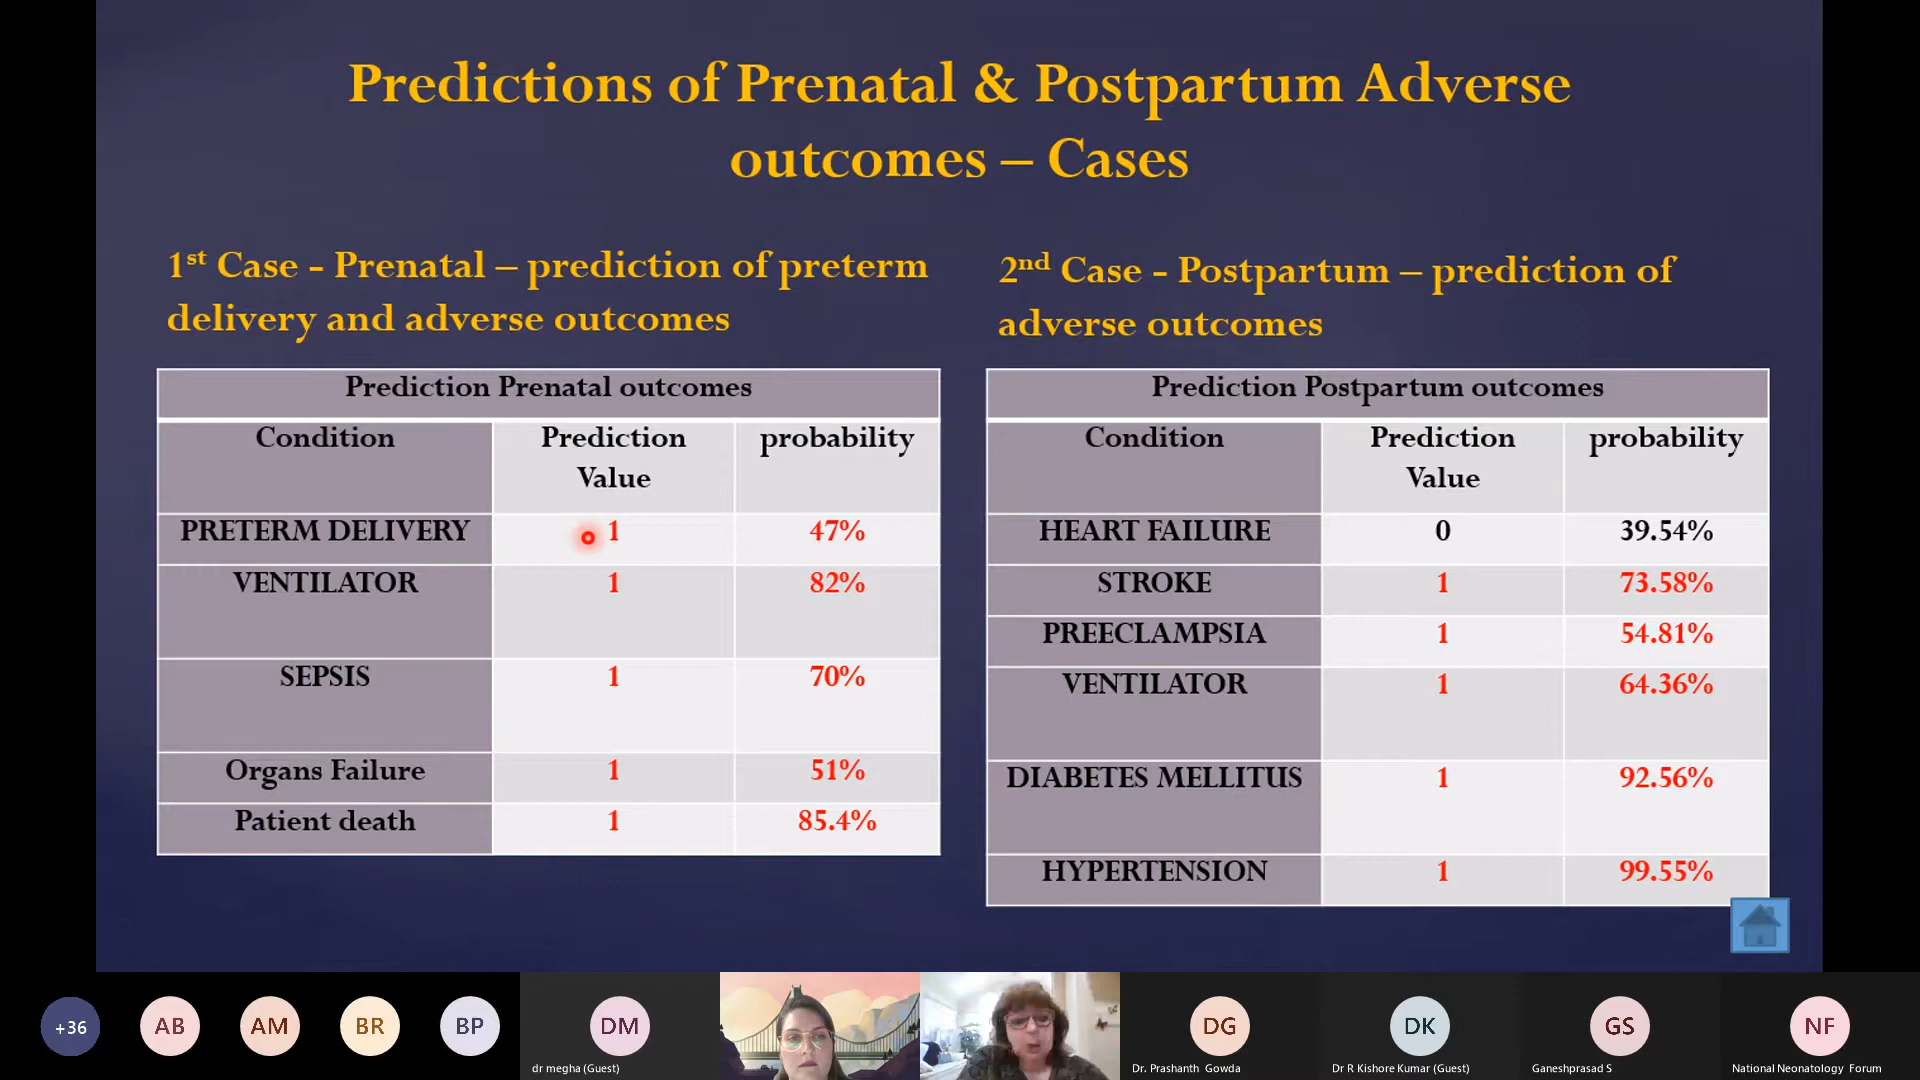 Predictions of Prenatal & Postpartum Adverse
outcomes – Cases
1st Case - Prenatal – prediction of preterm
delivery and adverse outcomes
Prediction Prenatal outcomes
Condition
Prediction
Value
probability
PRETERM DELIVERY 1 47%
VENTILATOR 1 82%
SEPSIS 1 70%
Organs Failure 1 51%
Patient death 1 85.4%
2nd Case - Postpartum – prediction of
adverse outcomes
Prediction Postpartum outcomes
Condition
Prediction
Value
probability
HEART FAILURE 0 39.54%
STROKE 1 73.58%
PREECLAMPSIA 1 54.81%
VENTILATOR 1 64.36%
DIABETES MELLITUS 1 92.56%
HYPERTENSION 1 99.55%
+36
AB
AM
BR
BP
DM
dr megha (Guest)
DG
Dr. Prashanth Gowda
DK
Dr R Kishore Kumar (Guest)
GS
Ganeshprasad S
NF
National Neonatology Forum